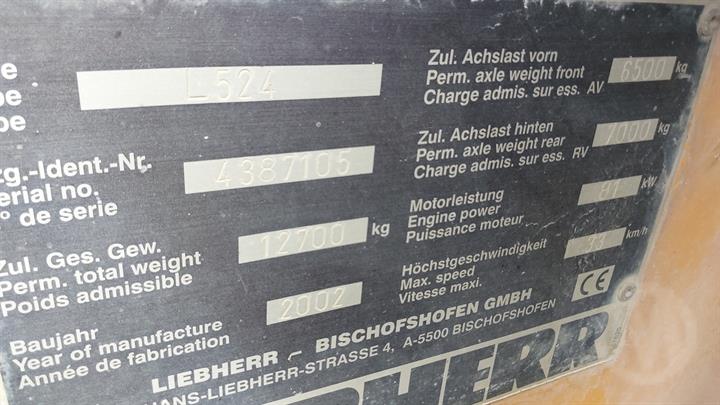 L524
Zg.-Ident.-Nr.
erial no.
° de serie
4387105
Zul. Ges. Gew.
Perm. total weight
Poids admissible
12700 kg
Baujahr
Year of manufacture
Année de fabrication
2002
Zul. Achslast vorn
Perm. axle weight front
Charge admis. sur ess. AV
6500 kg
Zul. Achslast hinten
Perm. axle weight rear
Charge admis. sur ess. RV
7000 kg
Motorleistung
Engine power
Puissance moteur
81 kW
Höchstgeschwindigkeit
Max. speed
Vitesse maxi.
km/h
CE
LIEBHERR – BISCHOFSHOFEN GMBH
HANS-LIEBHERR-STRASSE 4, A-5500 BISCHOFSHOFEN
BHERR